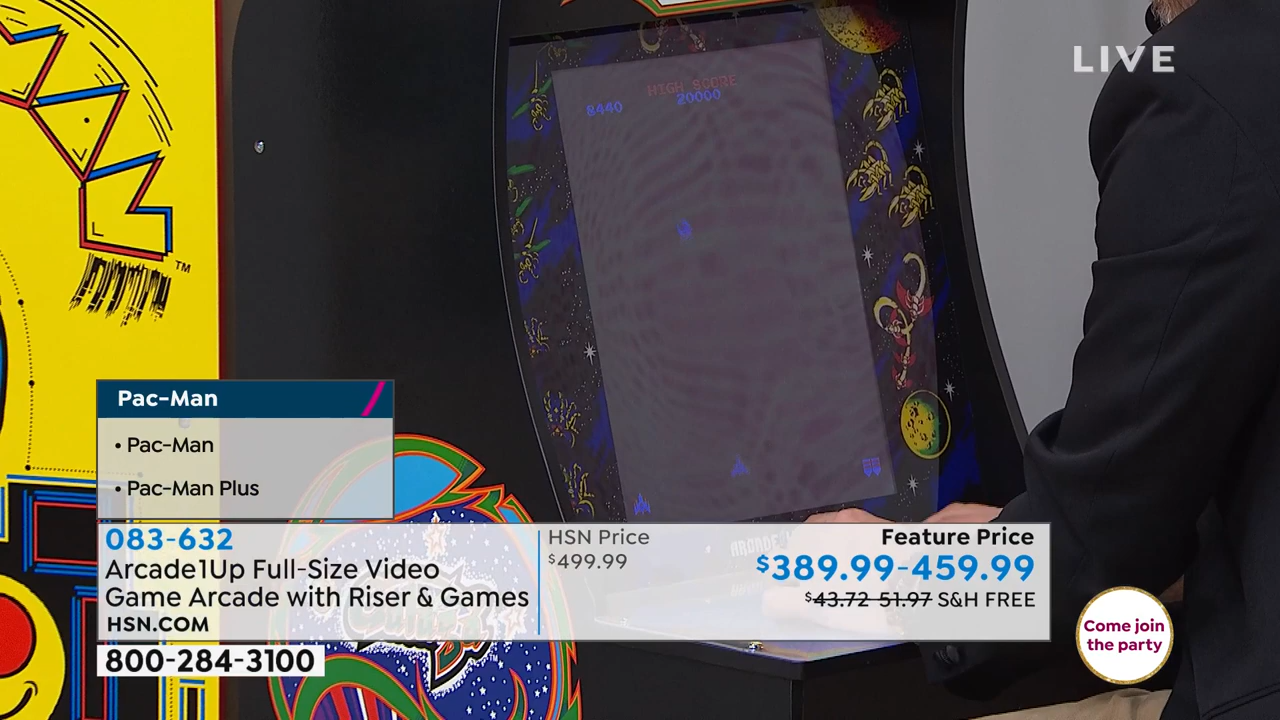 LIVE
HIGH SCORE
8440 20000
TM
Pac-Man
• Pac-Man
• Pac-Man Plus
083-632
Arcade1Up Full-Size Video
Game Arcade with Riser & Games
HSN.COM
HSN Price
$499.99
Feature Price
$389.99-459.99
$43.72-51.97 S&H FREE
800-284-3100
Come join
the party